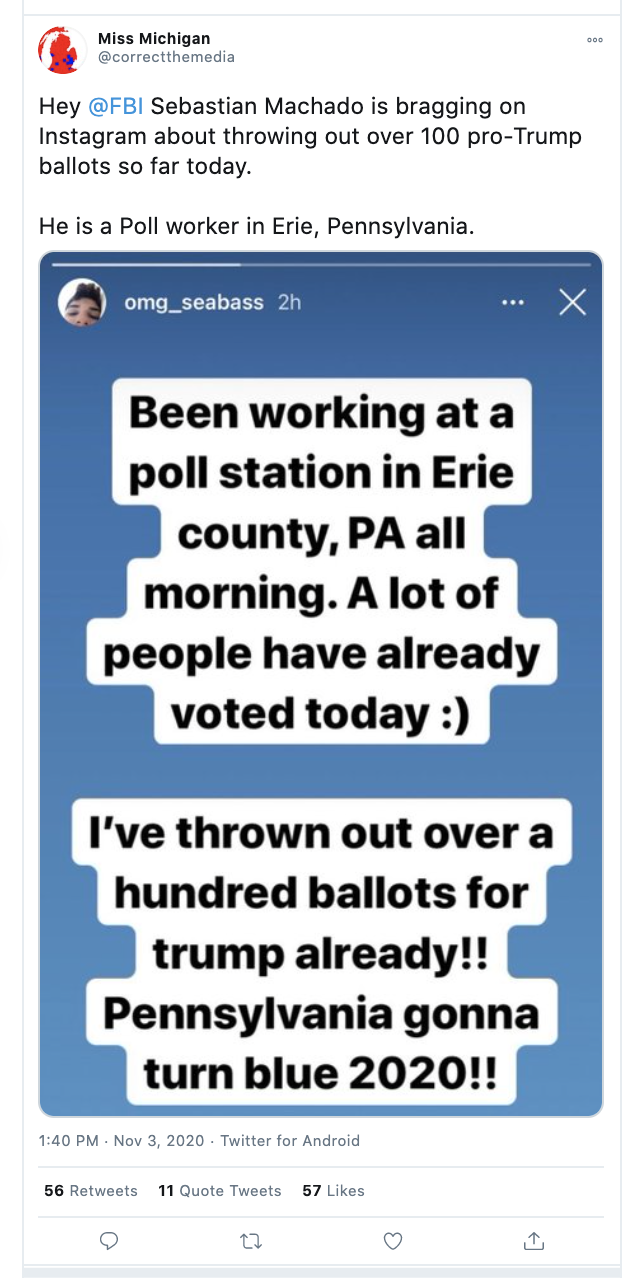 Miss Michigan
@correctthemedia
Hey @FBI Sebastian Machado is bragging on
Instagram about throwing out over 100 pro-Trump
ballots so far today.
He is a Poll worker in Erie, Pennsylvania.
omg_seabass 2h
Been working at a
poll station in Erie
county, PA all
morning. A lot of
people have already
voted today :)
I’ve thrown out over a
hundred ballots for
trump already!!
Pennsylvania gonna
turn blue 2020!!
1:40 PM · Nov 3, 2020 · Twitter for Android
56 Retweets 11 Quote Tweets 57 Likes